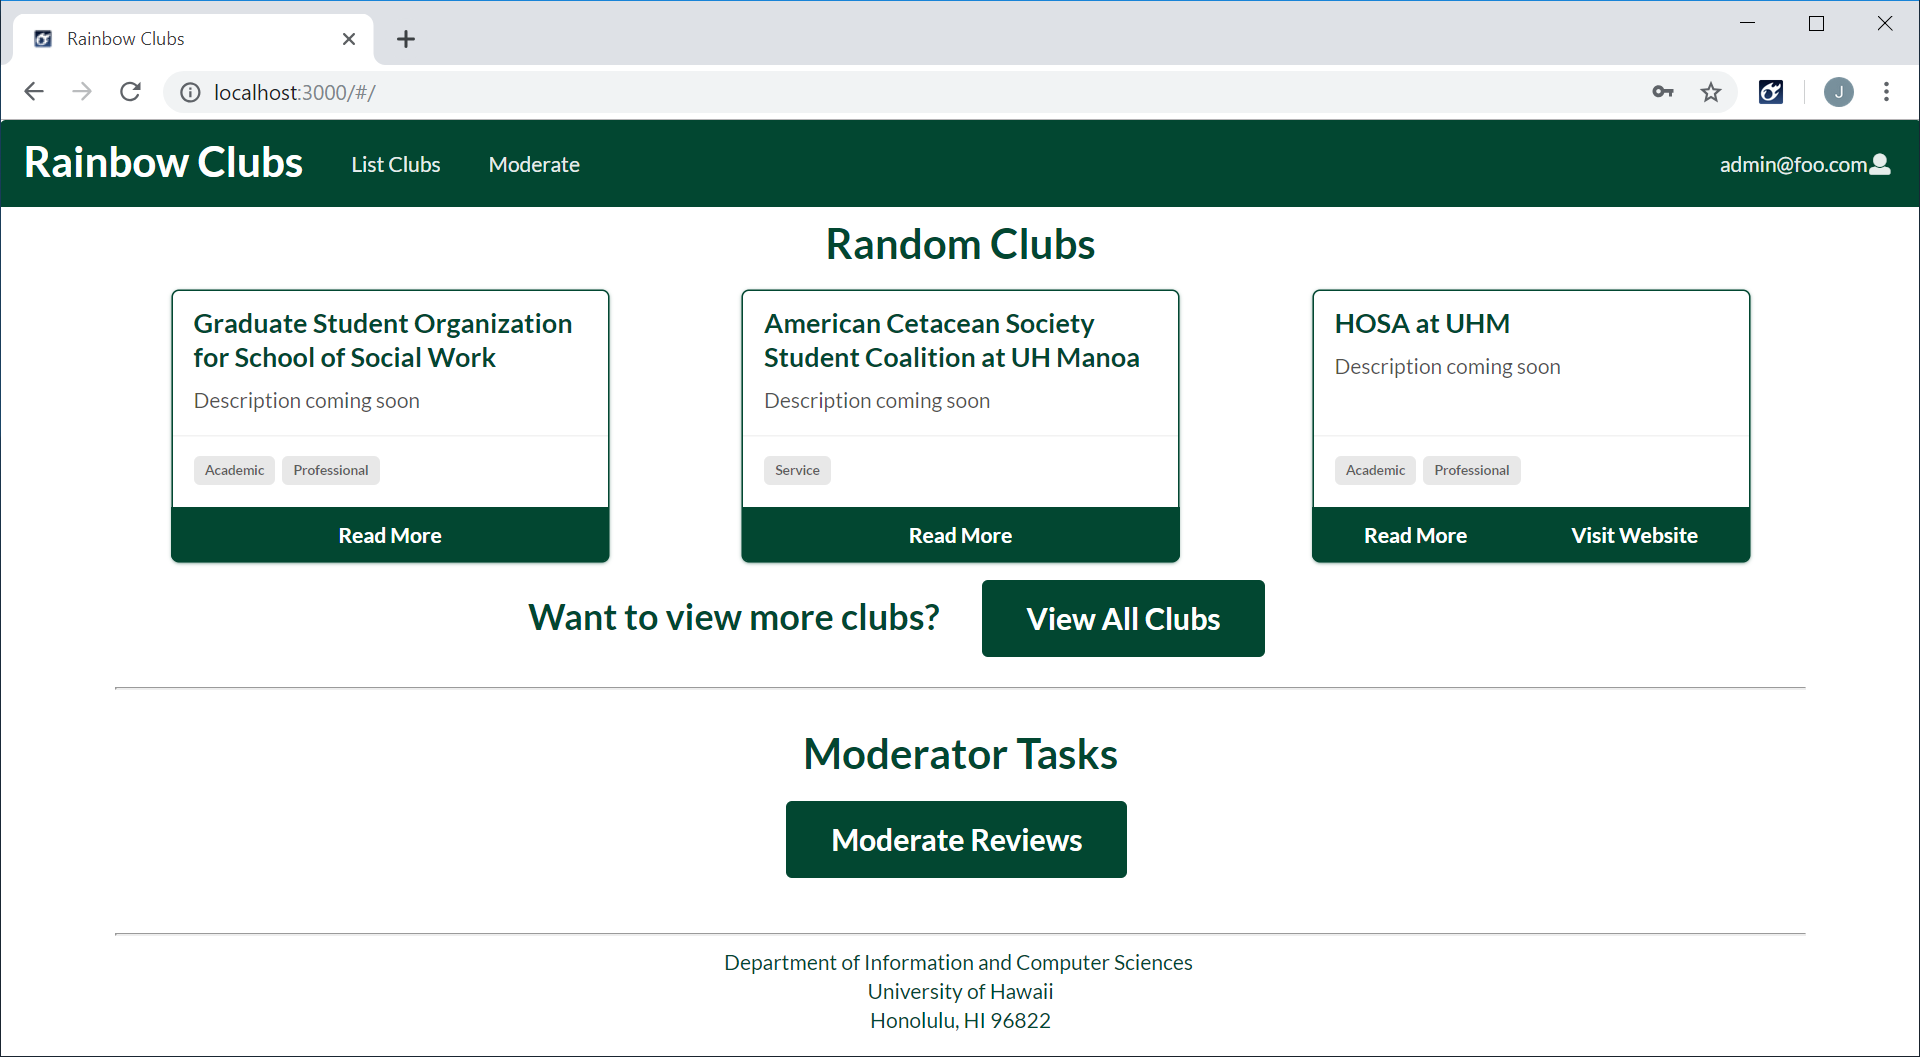 Rainbow Clubs
localhost:3000/#/
J
Rainbow Clubs List Clubs Moderate admin@foo.com
Random Clubs
Graduate Student Organization
for School of Social Work
Description coming soon
Academic Professional
Read More
American Cetacean Society
Student Coalition at UH Manoa
Description coming soon
Service
Read More
HOSA at UHM
Description coming soon
Academic Professional
Read More Visit Website
Want to view more clubs? View All Clubs
Moderator Tasks
Moderate Reviews
Department of Information and Computer Sciences
University of Hawaii
Honolulu, HI 96822